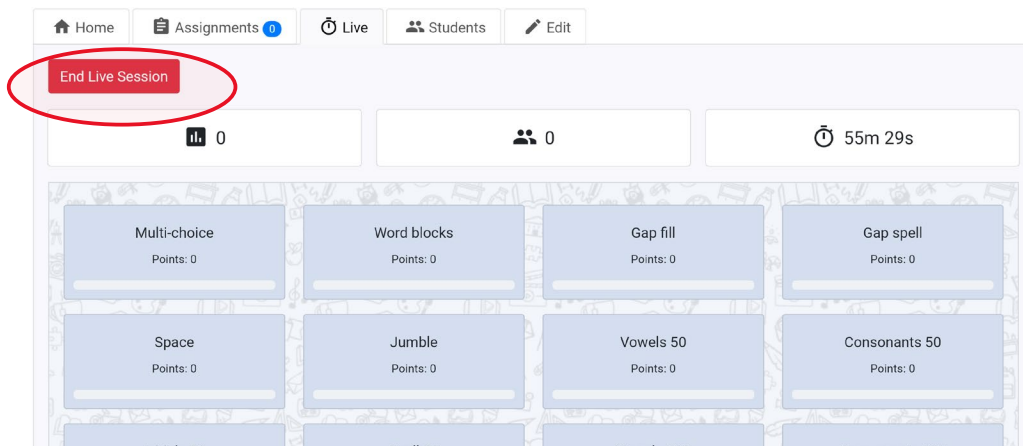 Home Assignments 0 Live Students Edit
End Live Session
0 0 55m 29s
Multi-choice Word blocks Gap fill Gap spell
Points: 0 Points: 0 Points: 0 Points: 0
Space Jumble Vowels 50 Consonants 50
Points: 0 Points: 0 Points: 0 Points: 0